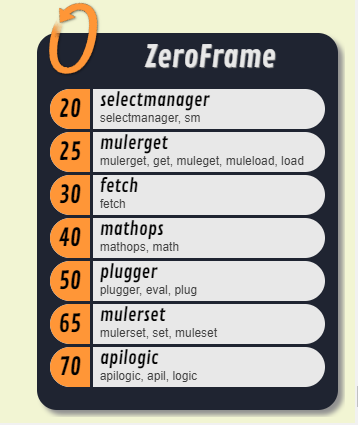 ZeroFrame
20 selectmanager
selectmanager, sm
25 mulerget
mulerget, get, muleget, muleload, load
30 fetch
fetch
40 mathops
mathops, math
50 plugger
plugger, eval, plug
65 mulerset
mulerset, set, muleset
70 apilogic
apilogic, apil, logic